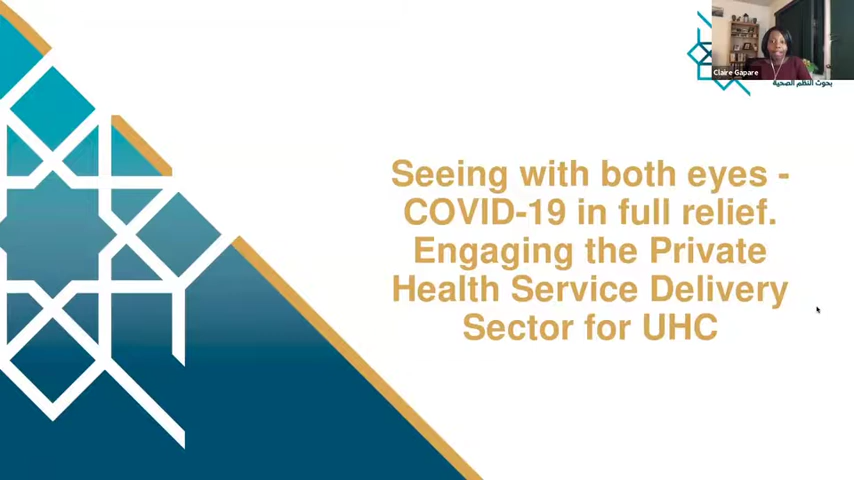 Claire Gapare
بحوث النظم الصحية
Seeing with both eyes -
COVID-19 in full relief.
Engaging the Private
Health Service Delivery
Sector for UHC